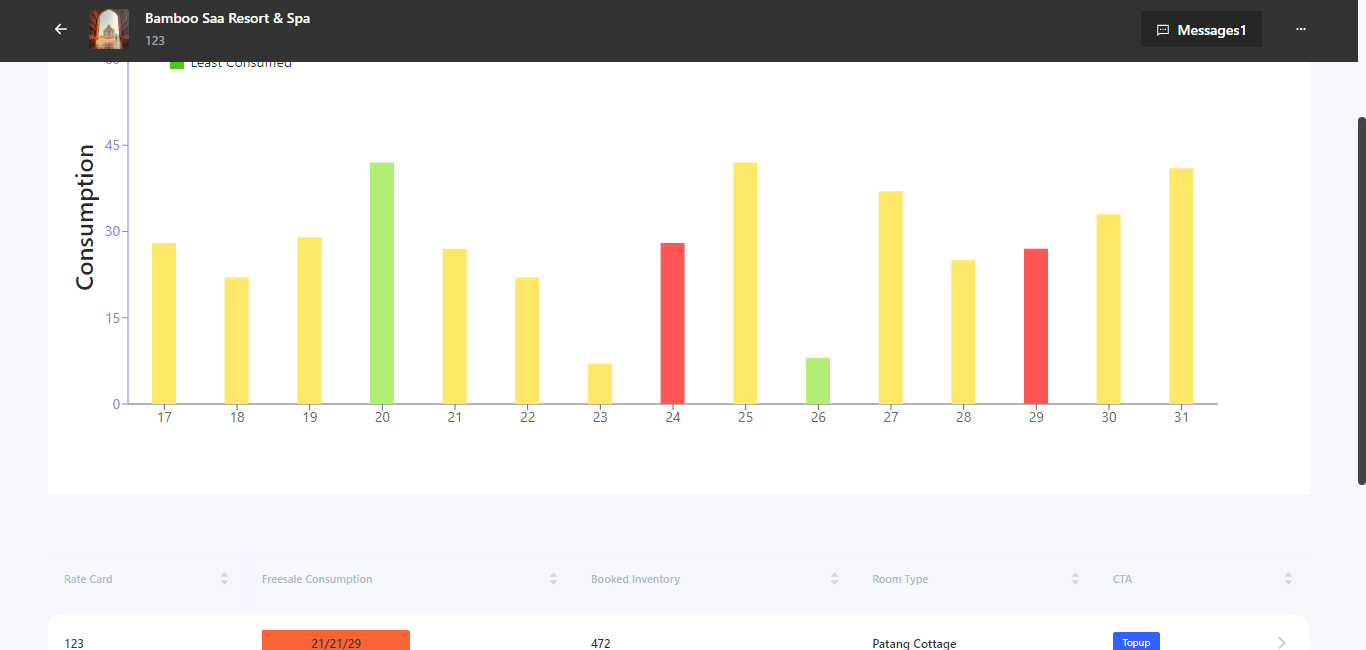 Bamboo Saa Resort & Spa
123
Messages1
Least Consumed
Consumption
45
30
15
0
17 18 19 20 21 22 23 24 25 26 27 28 29 30 31
Rate Card Freesale Consumption Booked Inventory Room Type CTA
123 21/21/29 472 Patang Cottage Topup